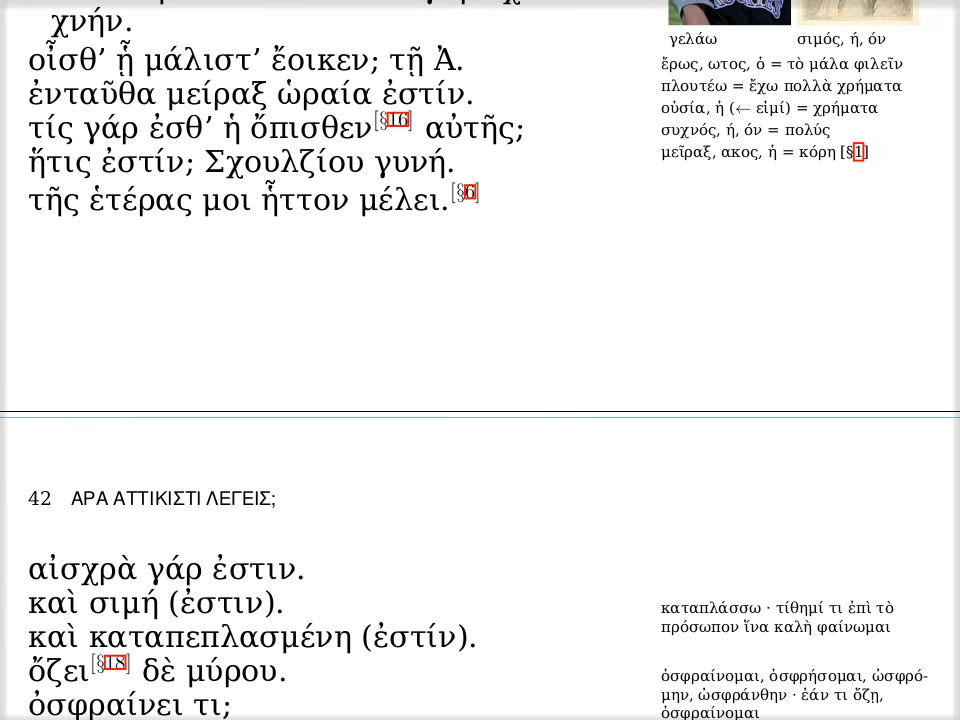 χνήν.
οἶσθ’ ᾗ μάλιστ’ ἔοικεν; τῇ Ἀ.
ἐνταῦθα μείραξ ὡραία ἐστίν.
τίς γάρ ἐσθ’ ἡ ὄπισθεν[§16] αὐτῆς;
ἥτις ἐστίν; Σχουλζίου γυνή.
τῆς ἑτέρας μοι ἧττον μέλει.[§6]
γελάω σιμός, ή, όν
ἔρως, ωτος, ὁ = τὸ μάλα φιλεῖν
πλουτέω = ἔχω πολλὰ χρήματα
οὐσία, ἡ (← εἰμί) = χρήματα
συχνός, ή, όν = πολύς
μεῖραξ, ακος, ἡ = κόρη [§1]
42 ΑΡΑ ΑΤΤΙΚΙΣΤΙ ΛΕΓΕΙΣ;
αἰσχρὰ γάρ ἐστιν.
καὶ σιμή (ἐστιν).
καὶ καταπεπλασμένη (ἐστίν).
ὄζει[§18] δὲ μύρου.
ὀσφραίνει τι;
καταπλάσσω · τίθημί τι ἐπὶ τὸ
πρόσωπον ἵνα καλὴ φαίνωμαι
ὀσφραίνομαι, ὀσφρήσομαι, ὠσφρό-
μην, ὠσφράνθην · ἐάν τι ὄζῃ,
ὀσφραίνομαι